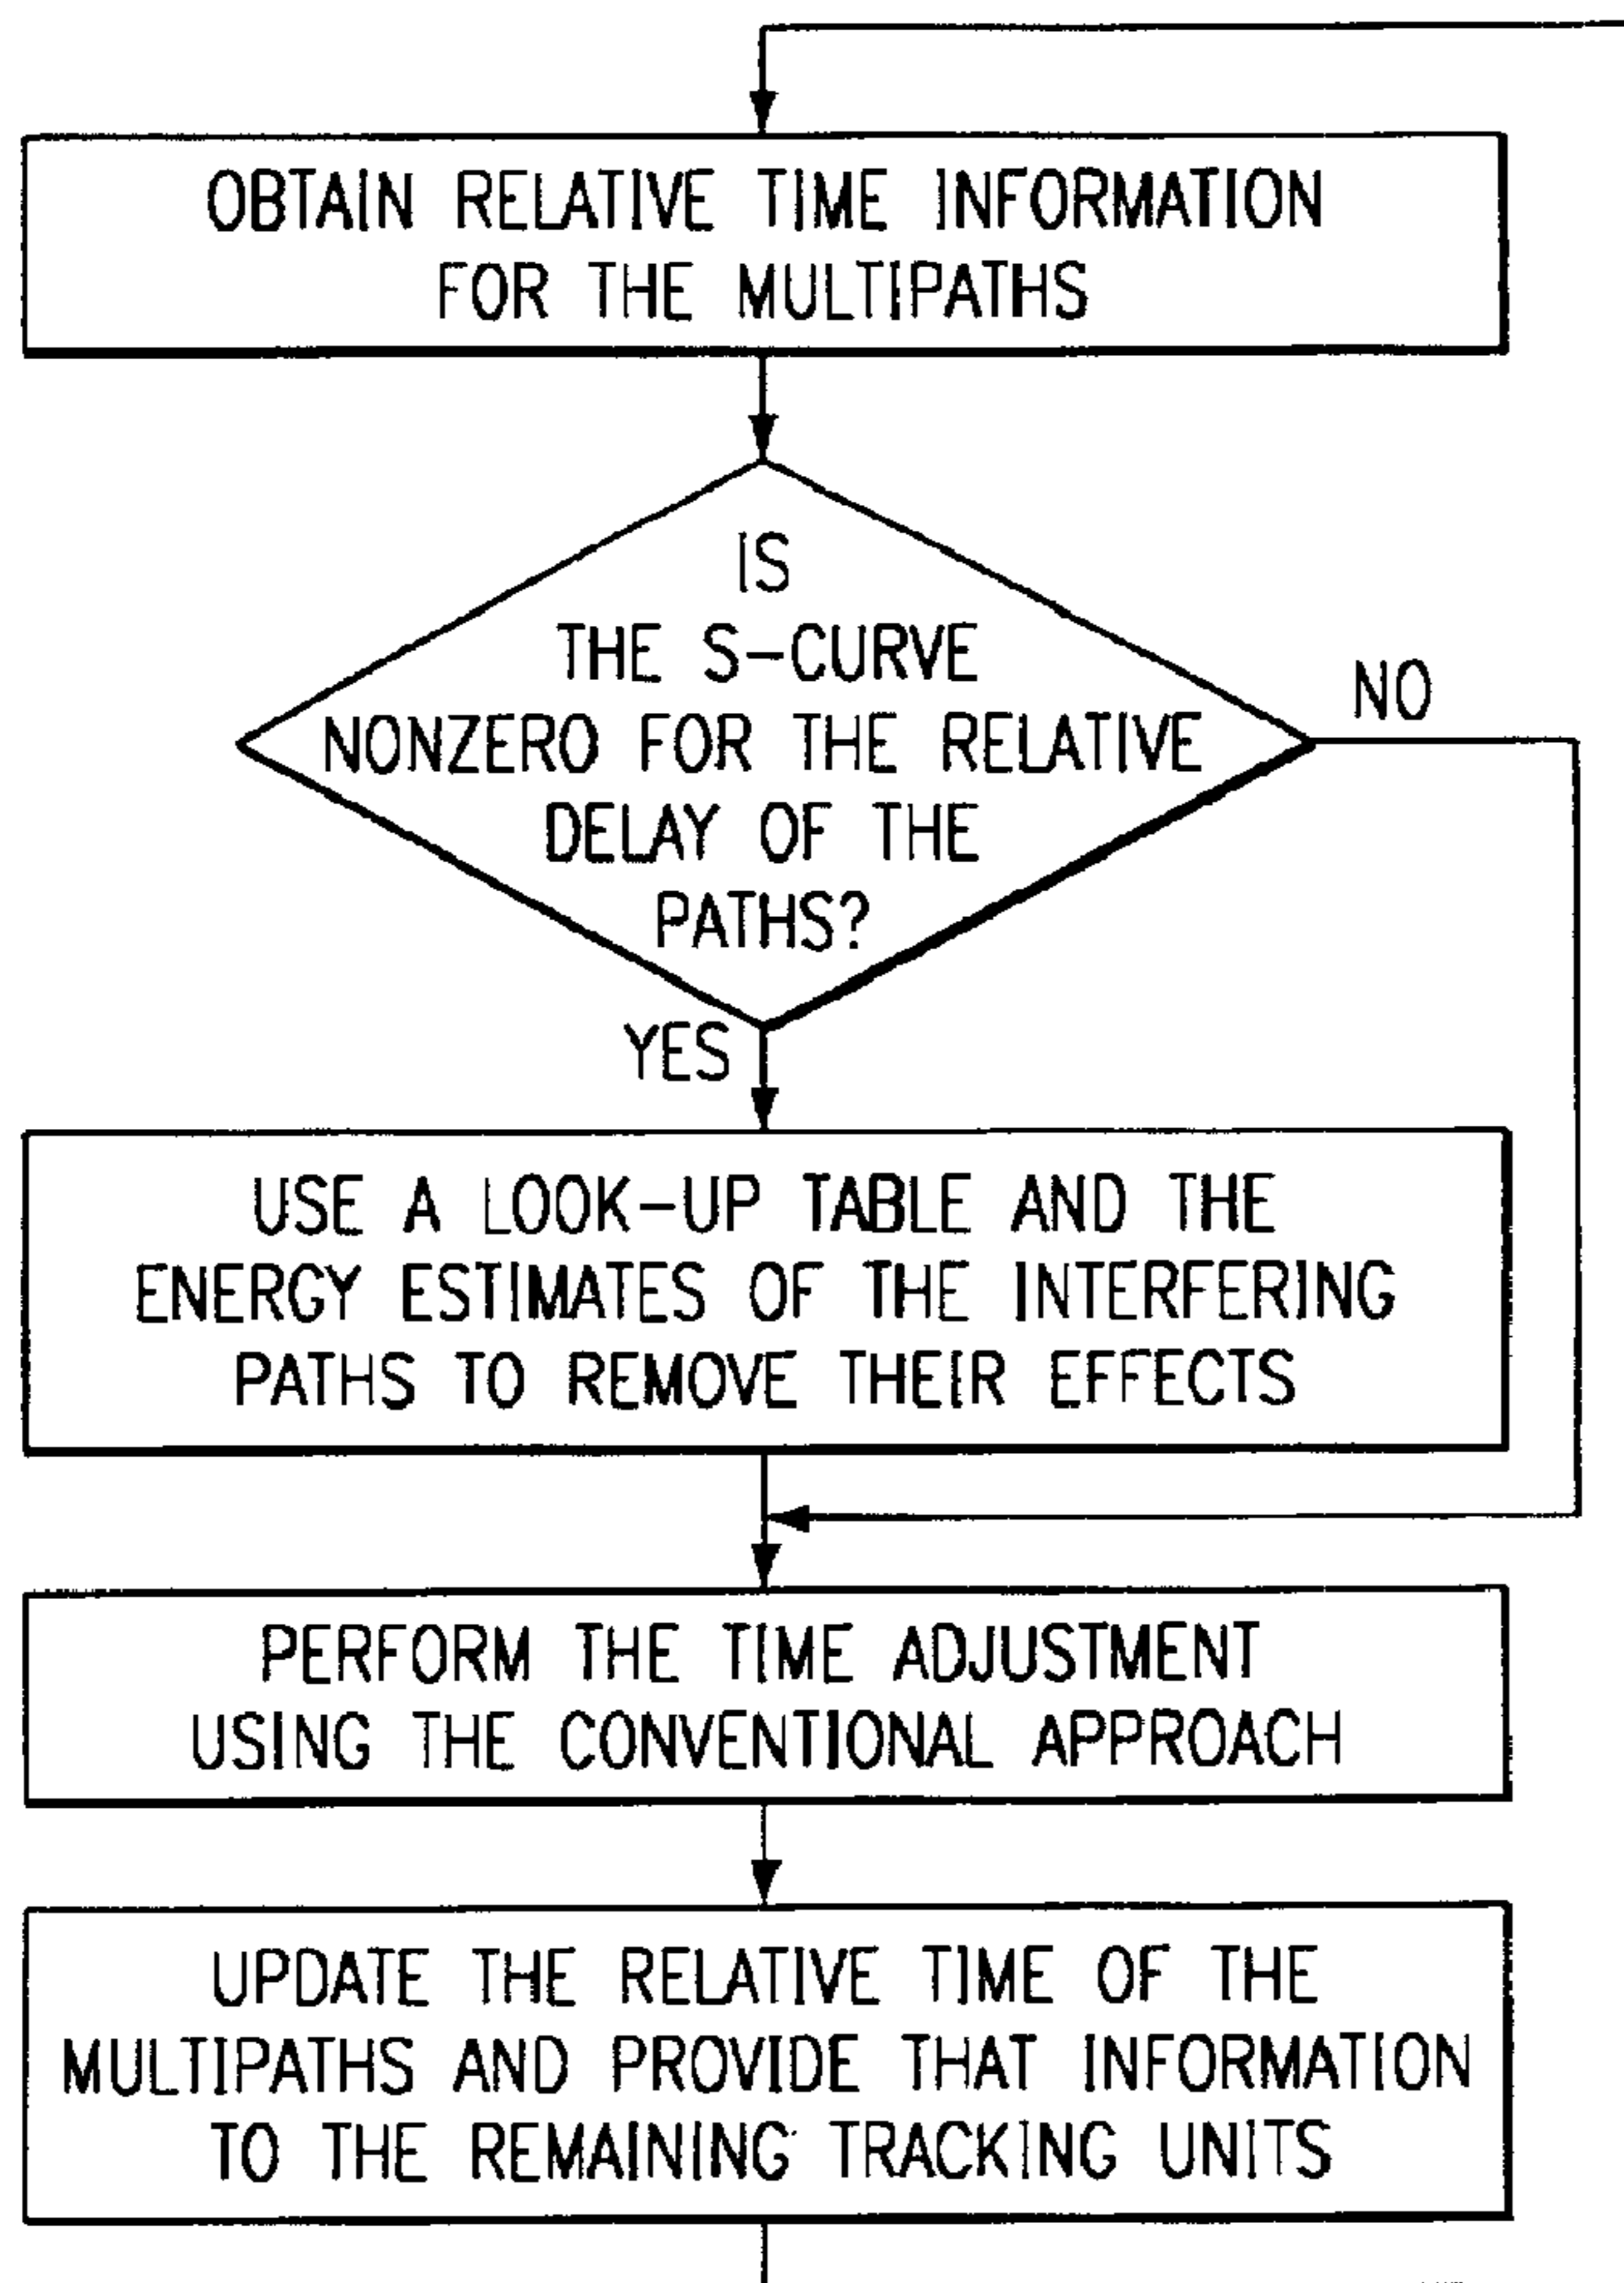 OBTAIN RELATIVE TIME INFORMATION
FOR THE MULTIPATHS
IS
THE S-CURVE
NONZERO FOR THE RELATIVE
DELAY OF THE
PATHS?
NO
YES
USE A LOOK-UP TABLE AND THE
ENERGY ESTIMATES OF THE INTERFERING
PATHS TO REMOVE THEIR EFFECTS
PERFORM THE TIME ADJUSTMENT
USING THE CONVENTIONAL APPROACH
UPDATE THE RELATIVE TIME OF THE
MULTIPATHS AND PROVIDE THAT INFORMATION
TO THE REMAINING TRACKING UNITS